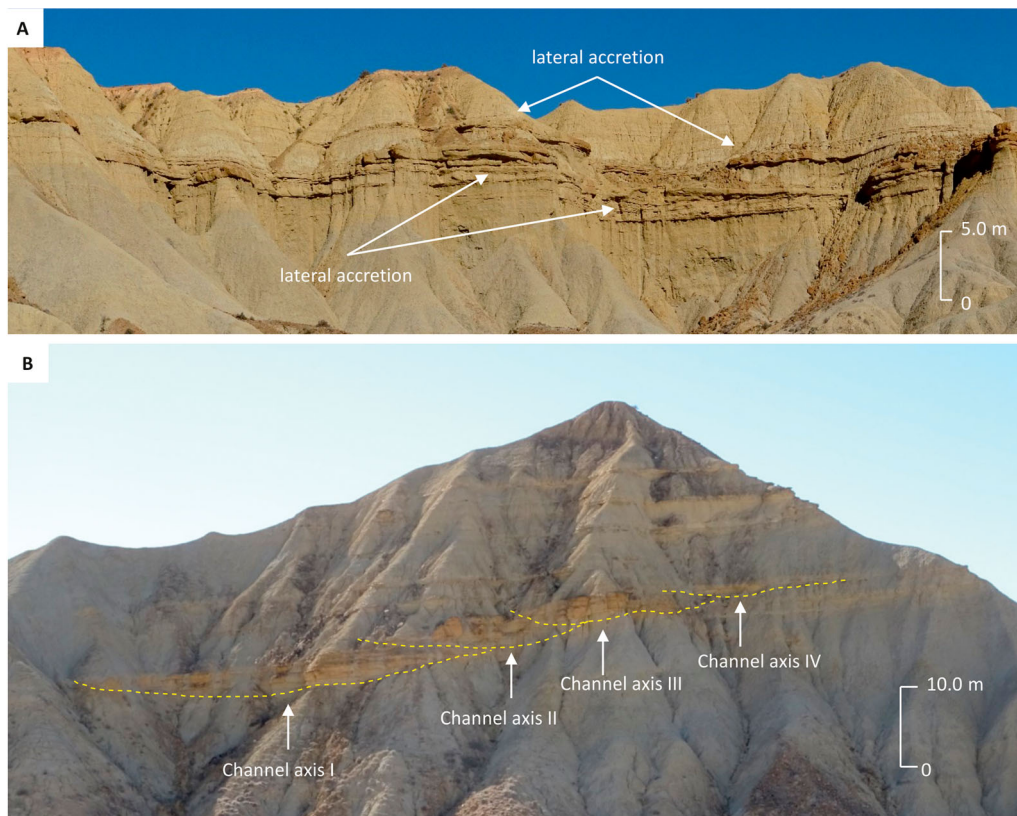 A
lateral accretion
lateral accretion
5.0 m
0
B
Channel axis IV
Channel axis III
Channel axis II
Channel axis I
10.0 m
0